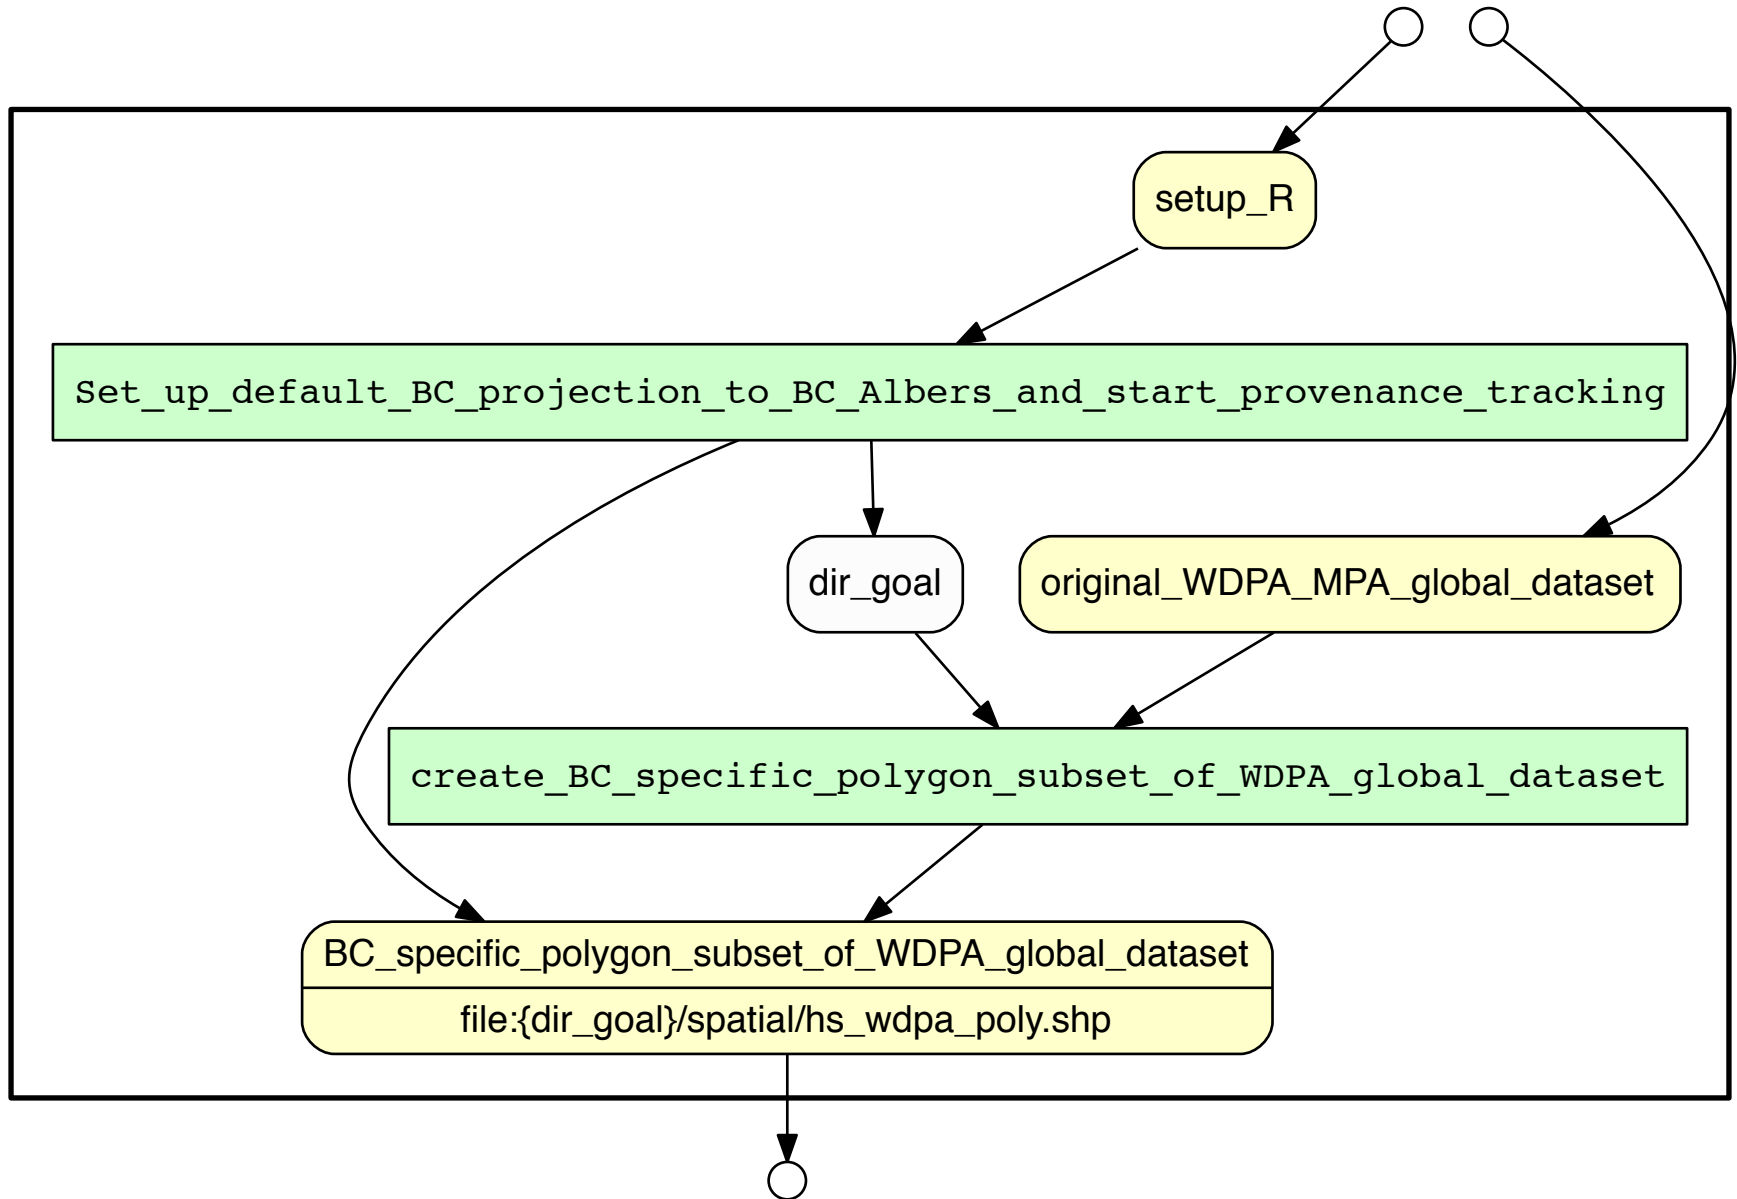 setup_R
Set_up_default_BC_projection_to_BC_Albers_and_start_provenance_tracking
dir_goal
original_WDPA_MPA_global_dataset
create_BC_specific_polygon_subset_of_WDPA_global_dataset
BC_specific_polygon_subset_of_WDPA_global_dataset
file:{dir_goal}/spatial/hs_wdpa_poly.shp